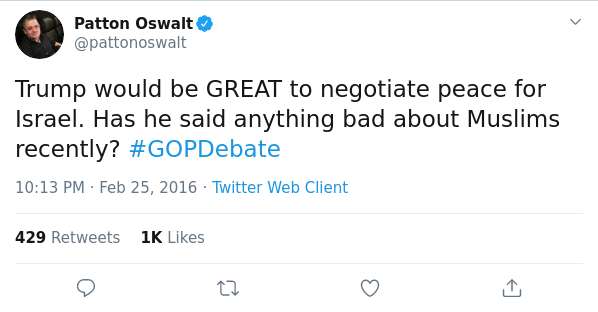 Patton Oswalt
@pattonoswalt
Trump would be GREAT to negotiate peace for
Israel. Has he said anything bad about Muslims
recently? #GOPDebate
10:13 PM · Feb 25, 2016 · Twitter Web Client
429 Retweets 1K Likes